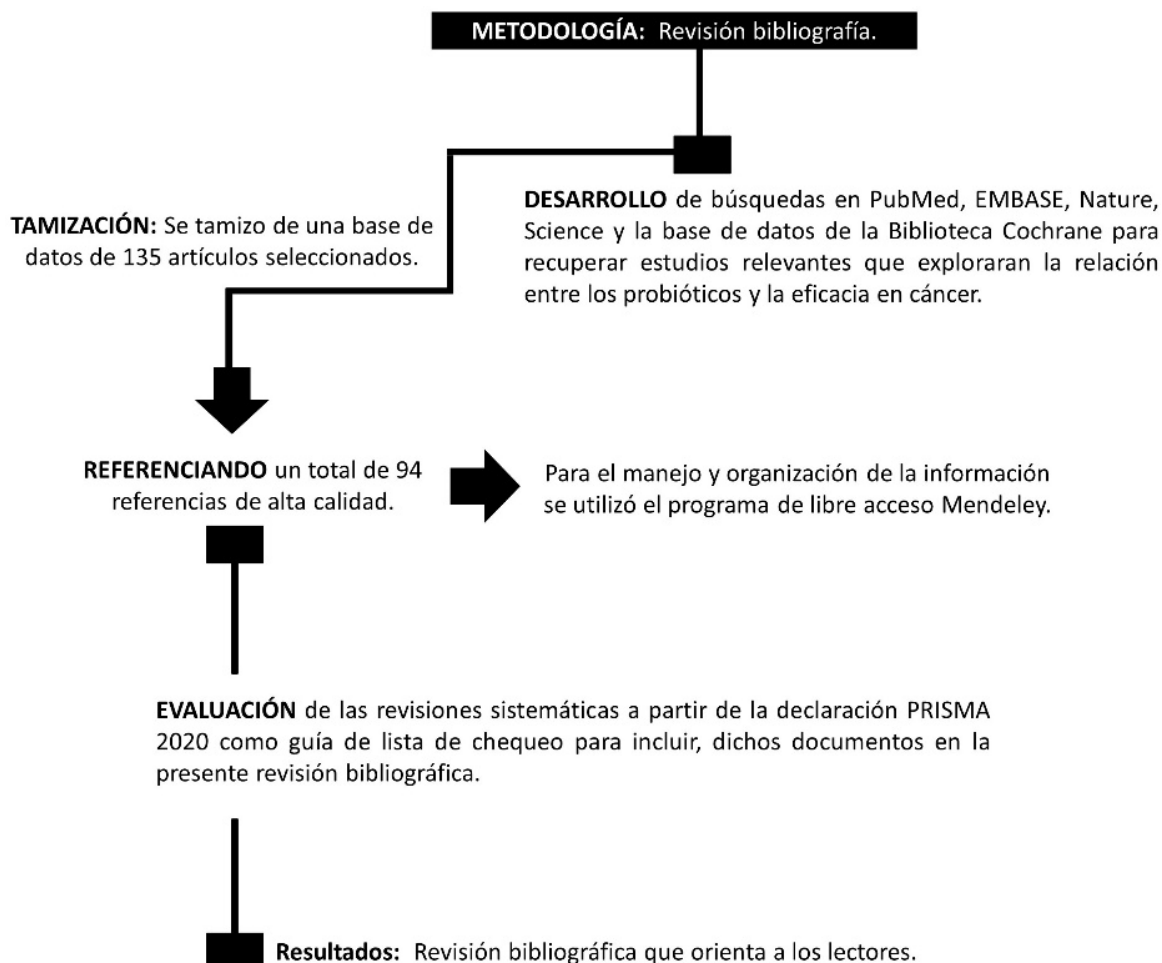 METODOLOGÍA: Revisión bibliografía.
DESARROLLO de búsquedas en PubMed, EMBASE, Nature,
Science y la base de datos de la Biblioteca Cochrane para
recuperar estudios relevantes que exploraran la relación
entre los probióticos y la eficacia en cáncer.
TAMIZACIÓN: Se tamizo de una base de
datos de 135 artículos seleccionados.
REFERENCIANDO un total de 94
referencias de alta calidad.
Para el manejo y organización de la información
se utilizó el programa de libre acceso Mendeley.
EVALUACIÓN de las revisiones sistemáticas a partir de la declaración PRISMA
2020 como guía de lista de chequeo para incluir, dichos documentos en la
presente revisión bibliográfica.
Resultados: Revisión bibliográfica que orienta a los lectores.